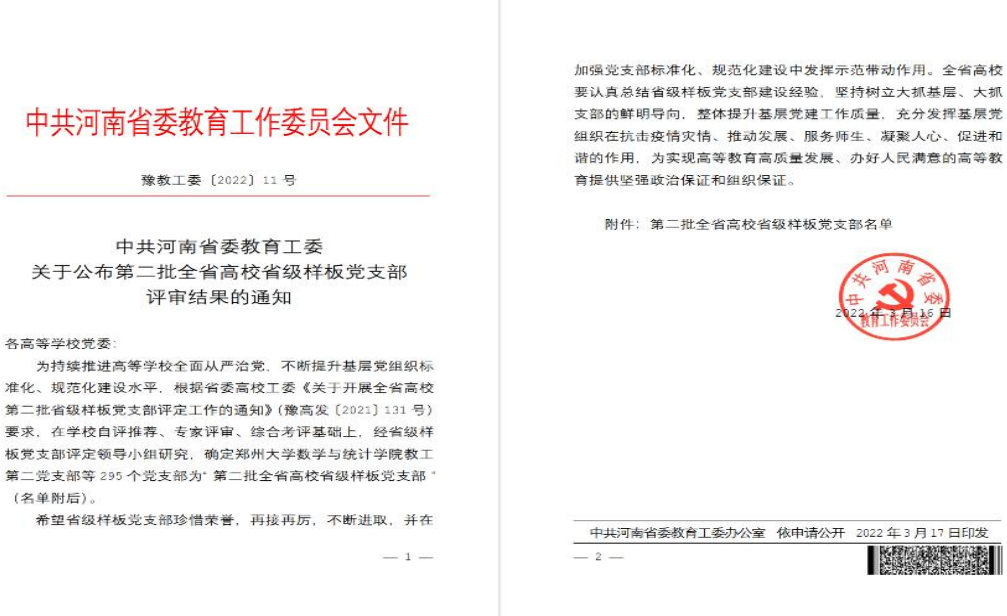 中共河南省委教育工作委员会文件
豫教工委〔2022〕11 号
中共河南省委教育工委
关于公布第二批全省高校省级样板党支部
评审结果的通知
各高等学校党委：
为持续推进高等学校全面从严治党，不断提升基层党组织标
准化、规范化建设水平，根据省委高校工委《关于开展全省高校
第二批省级样板党支部评定工作的通知》（豫高发〔2021〕131 号）
要求，在学校自评推荐、专家评审、综合考评基础上，经省级样
板党支部评定领导小组研究，确定郑州大学数学与统计学院教工
第二党支部等 295 个党支部为“第二批全省高校省级样板党支部”
（名单附后）。
希望省级样板党支部珍惜荣誉，再接再厉，不断进取，并在
— 1 —
加强党支部标准化、规范化建设中发挥示范带动作用。全省高校
要认真总结省级样板党支部建设经验，坚持树立大抓基层、大抓
支部的鲜明导向，整体提升基层党建工作质量，充分发挥基层党
组织在抗击疫情灾情、推动发展、服务师生、凝聚人心、促进和
谐的作用，为实现高等教育高质量发展、办好人民满意的高等教
育提供坚强政治保证和组织保证。
附件：第二批全省高校省级样板党支部名单
中共河南省委
教育工作委员会
2022 年 3 月 16 日
中共河南省委教育工委办公室 依申请公开 2022 年 3 月 17 日印发
— 2 —